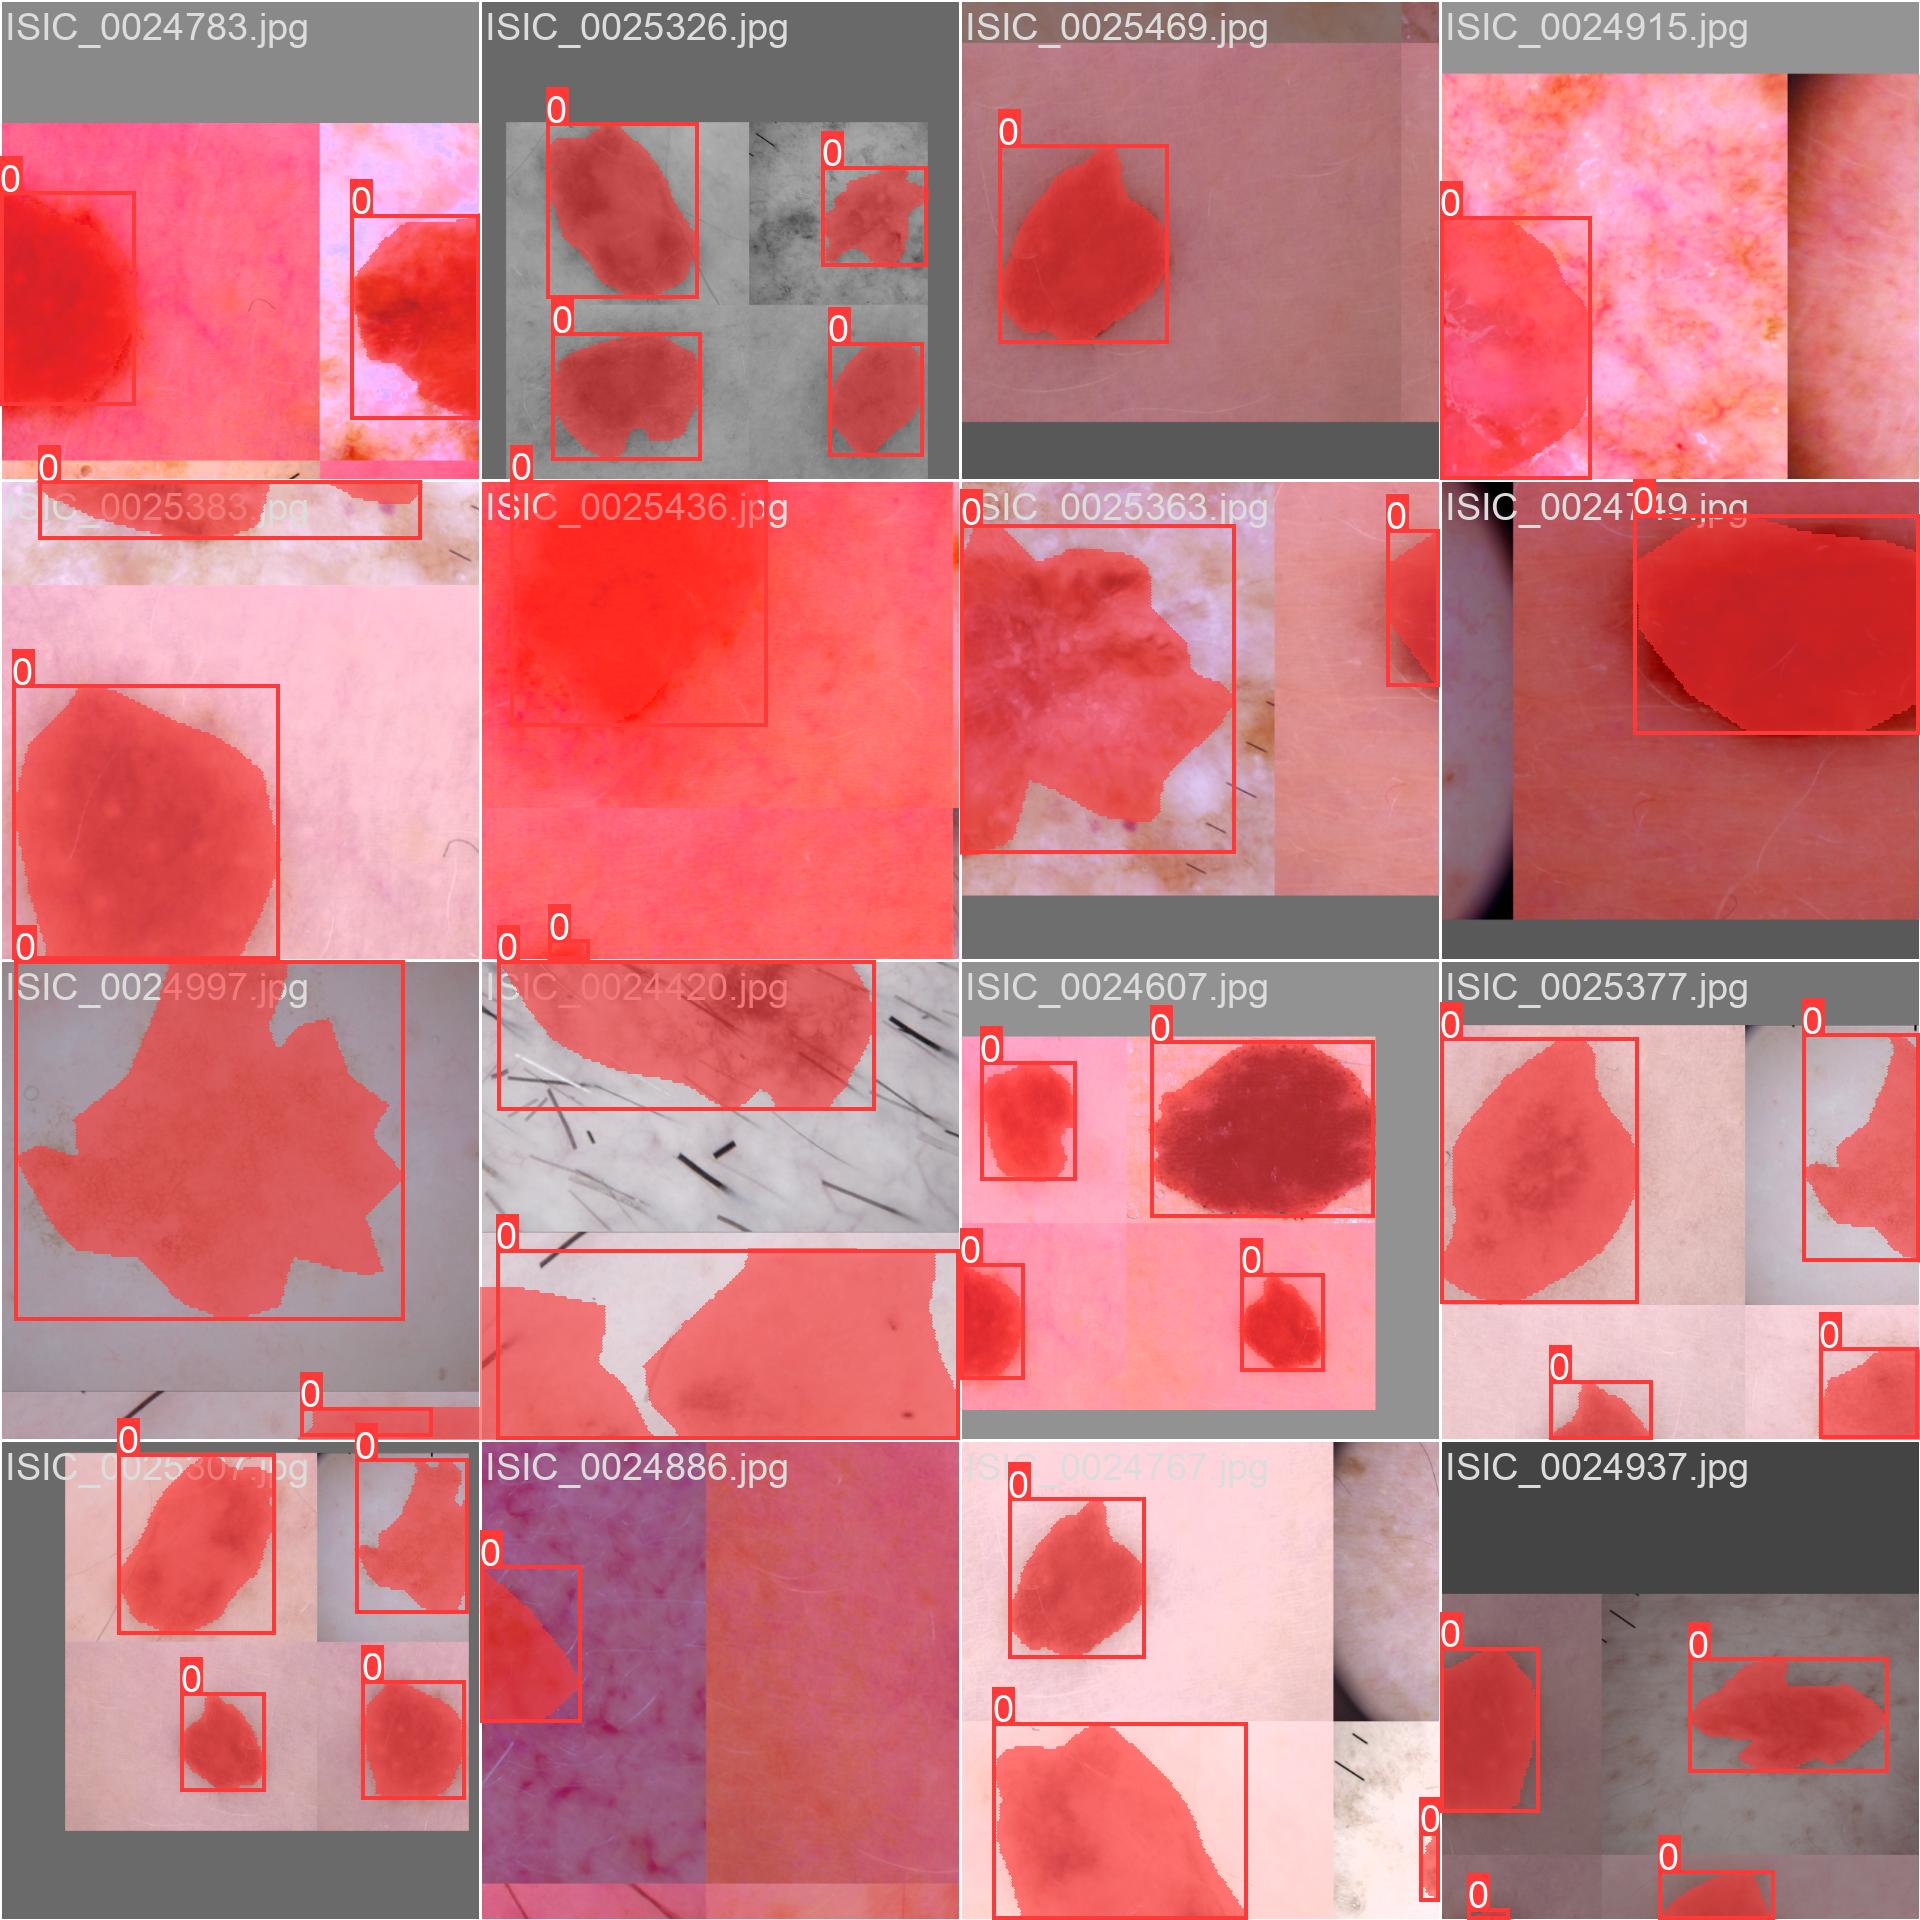 ISIC_0024783.jpg
ISIC_0025326.jpg
ISIC_0025469.jpg
ISIC_0024915.jpg
0
0
0
0
0
0
0
0
0
0
ISIC_0025383.jpg
ISIC_0025436.jpg
ISIC_0025363.jpg
ISIC_0024749.jpg
0
0
0
0
0
0
0
0
0
ISIC_0024997.jpg
ISIC_0024420.jpg
ISIC_0024607.jpg
ISIC_0025377.jpg
0
0
0
0
0
0
0
0
0
0
0
0
ISIC_0025307.jpg
ISIC_0024886.jpg
ISIC_0024767.jpg
ISIC_0024937.jpg
0
0
0
0
0
0
0
0
0
0
0
0